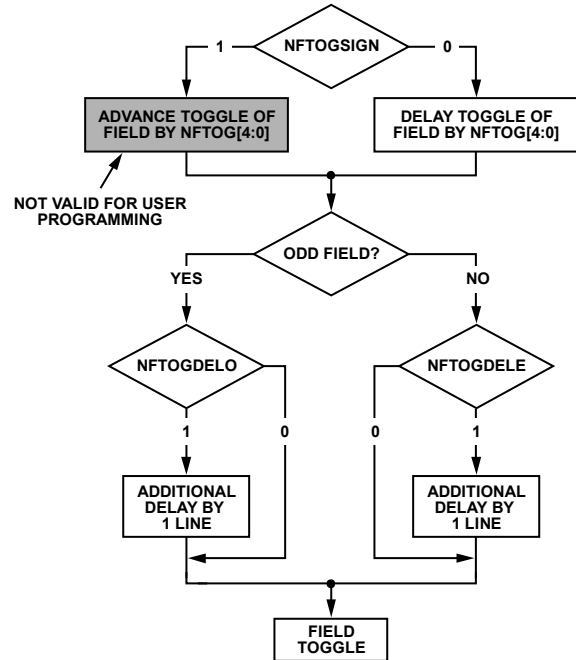 NFTOGSIGN
1
0
ADVANCE TOGGLE OF
FIELD BY NFTOG[4:0]
DELAY TOGGLE OF
FIELD BY NFTOG[4:0]
NOT VALID FOR USER
PROGRAMMING
ODD FIELD?
YES
NO
NFTOGDELO
NFTOGDELE
1
0
0
1
ADDITIONAL
DELAY BY
1 LINE
ADDITIONAL
DELAY BY
1 LINE
FIELD
TOGGLE